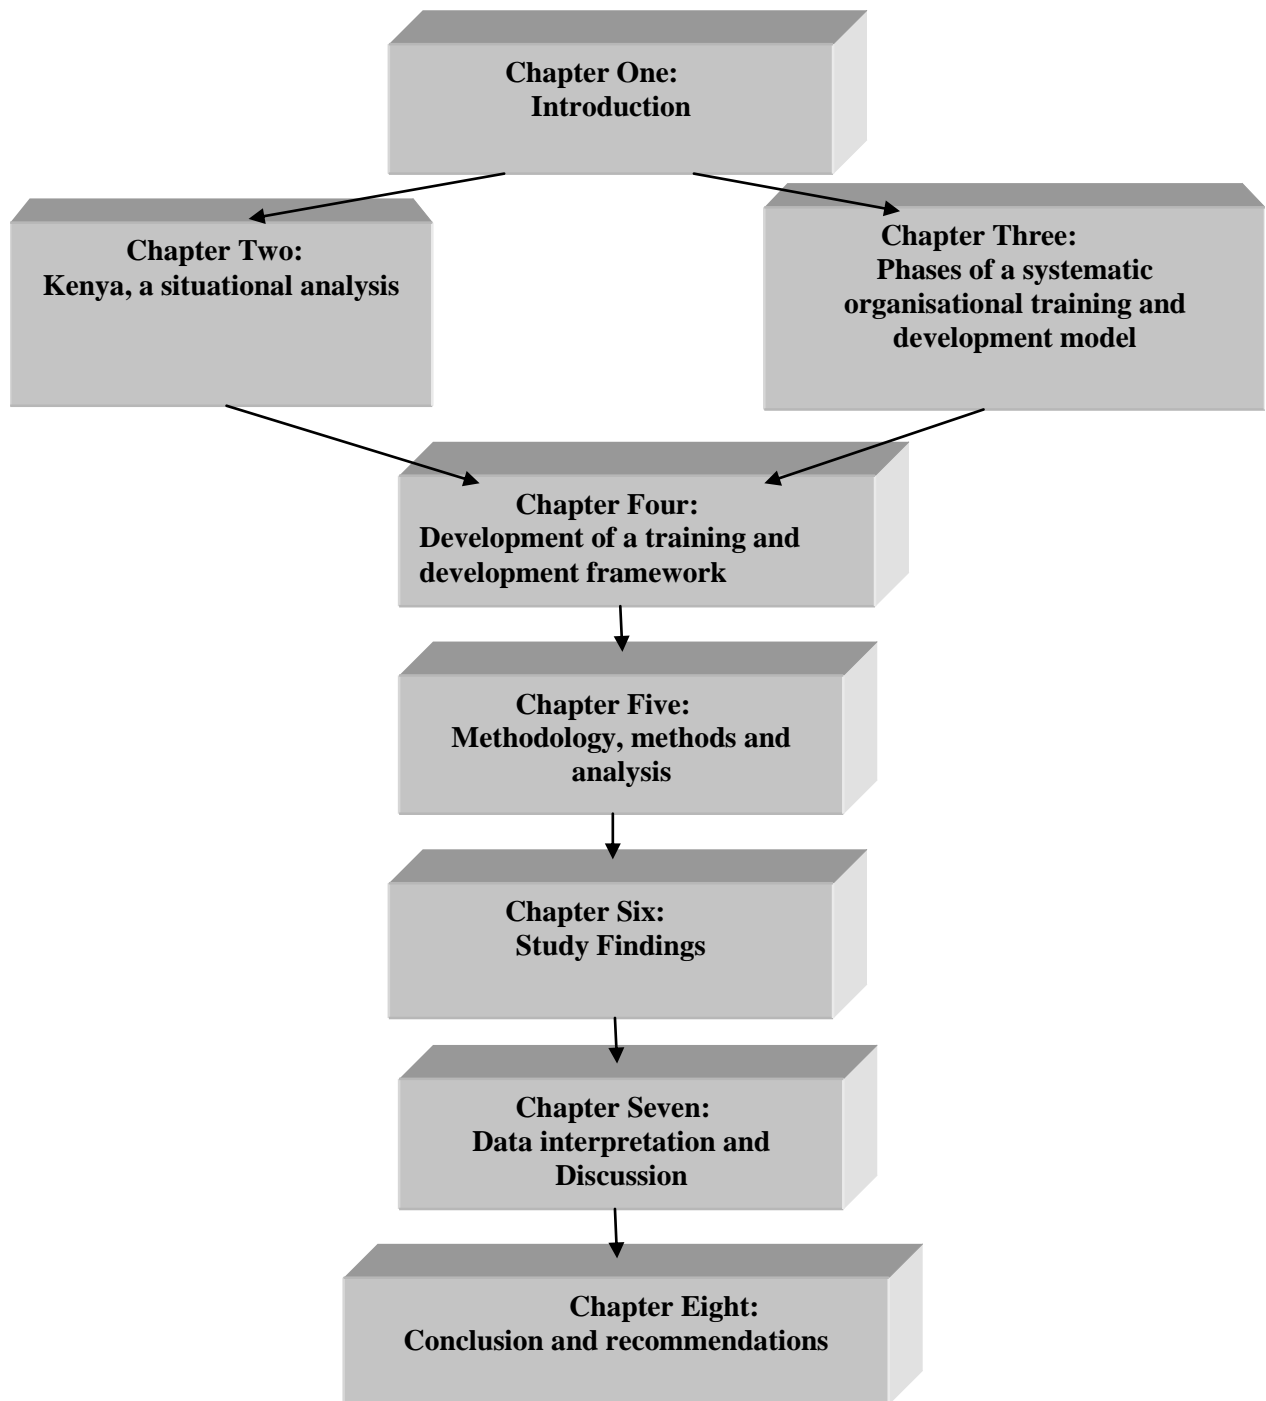 Chapter One:
Introduction
Chapter Two:
Kenya, a situational analysis
Chapter Three:
Phases of a systematic
organisational training and
development model
Chapter Four:
Development of a training and
development framework
Chapter Five:
Methodology, methods and
analysis
Chapter Six:
Study Findings
Chapter Seven:
Data interpretation and
Discussion
Chapter Eight:
Conclusion and recommendations